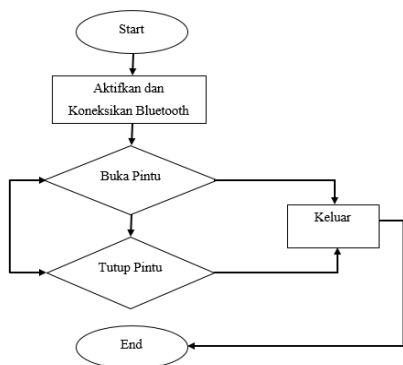 Start
Aktifkan dan
Koneksikan Bluetooth
Buka Pintu
Keluar
Tutup Pintu
End